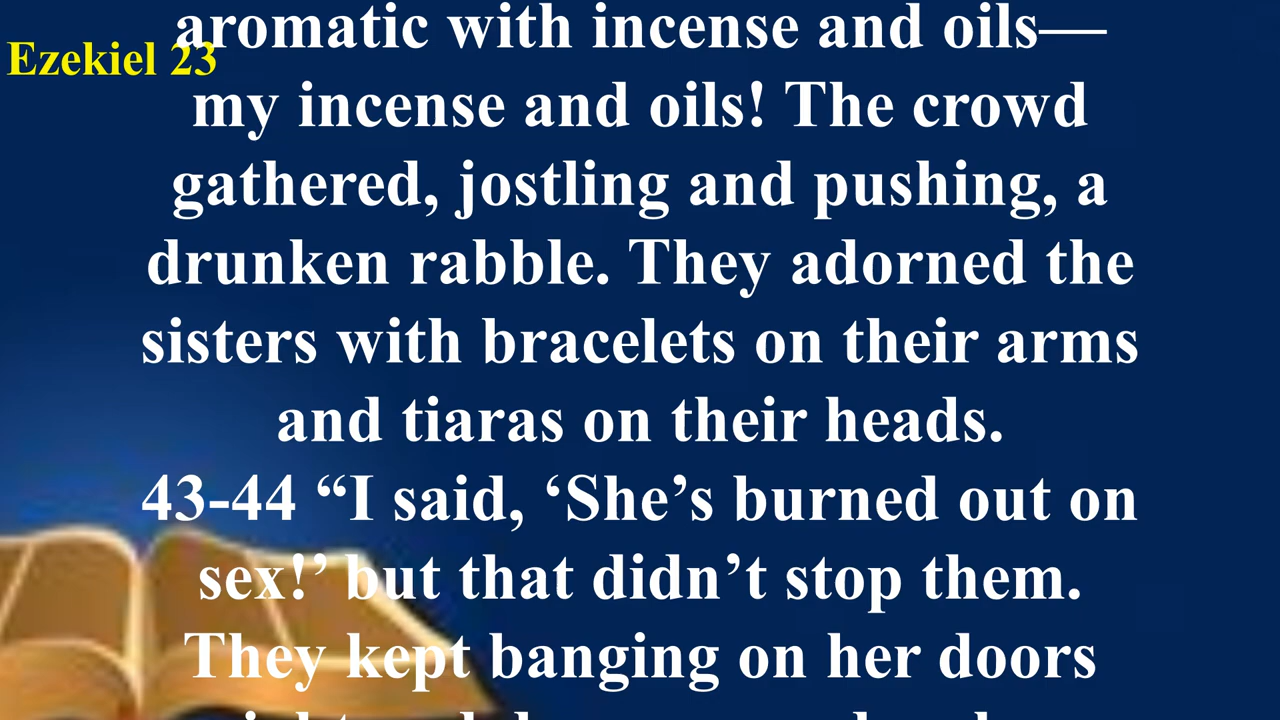 aromatic with incense and oils—
Ezekiel 23
my incense and oils! The crowd
gathered, jostling and pushing, a
drunken rabble. They adorned the
sisters with bracelets on their arms
and tiaras on their heads.
43-44 “I said, ‘She’s burned out on
sex!’ but that didn’t stop them.
They kept banging on her doors